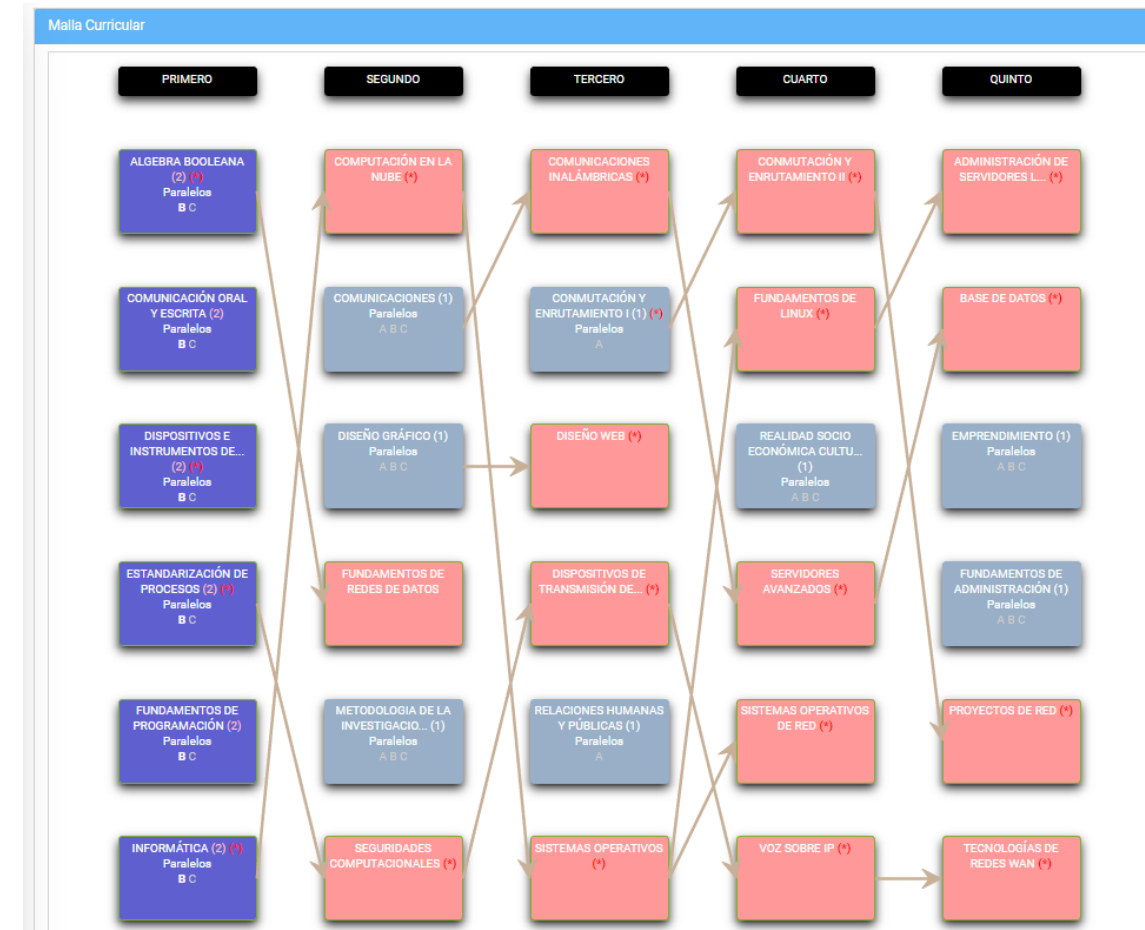 Malla Curricular
PRIMERO
SEGUNDO
TERCERO
CUARTO
QUINTO
ALGEBRA BOOLEANA
(2) (*)
Paralelos
B C
COMPUTACIÓN EN LA
NUBE (*)
COMUNICACIONES
INALÁMBRICAS (*)
CONMUTACIÓN Y
ENRUTAMIENTO II (*)
ADMINISTRACIÓN DE
SERVIDORES L... (*)
COMUNICACIÓN ORAL
Y ESCRITA (2)
Paralelos
B C
COMUNICACIONES (1)
Paralelos
A B C
CONMUTACIÓN Y
ENRUTAMIENTO I (1) (*)
Paralelos
A
FUNDAMENTOS DE
LINUX (*)
BASE DE DATOS (*)
DISPOSITIVOS E
INSTRUMENTOS DE...
(2) (*)
Paralelos
B C
DISEÑO GRÁFICO (1)
Paralelos
A B C
DISEÑO WEB (*)
REALIDAD SOCIO
ECONÓMICA CULTU...
(1)
Paralelos
A B C
EMPRENDIMIENTO (1)
Paralelos
A B C
ESTANDARIZACIÓN DE
PROCESOS (2) (*)
Paralelos
B C
FUNDAMENTOS DE
REDES DE DATOS
DISPOSITIVOS DE
TRANSMISIÓN DE... (*)
SERVIDORES
AVANZADOS (*)
FUNDAMENTOS DE
ADMINISTRACIÓN (1)
Paralelos
A B C
FUNDAMENTOS DE
PROGRAMACIÓN (2)
Paralelos
B C
METODOLOGIA DE LA
INVESTIGACIO... (1)
Paralelos
A B C
RELACIONES HUMANAS
Y PÚBLICAS (1)
Paralelos
A
SISTEMAS OPERATIVOS
DE RED (*)
PROYECTOS DE RED (*)
INFORMÁTICA (2) (*)
Paralelos
B C
SEGURIDADES
COMPUTACIONALES (*)
SISTEMAS OPERATIVOS
(*)
VOZ SOBRE IP (*)
TECNOLOGÍAS DE
REDES WAN (*)